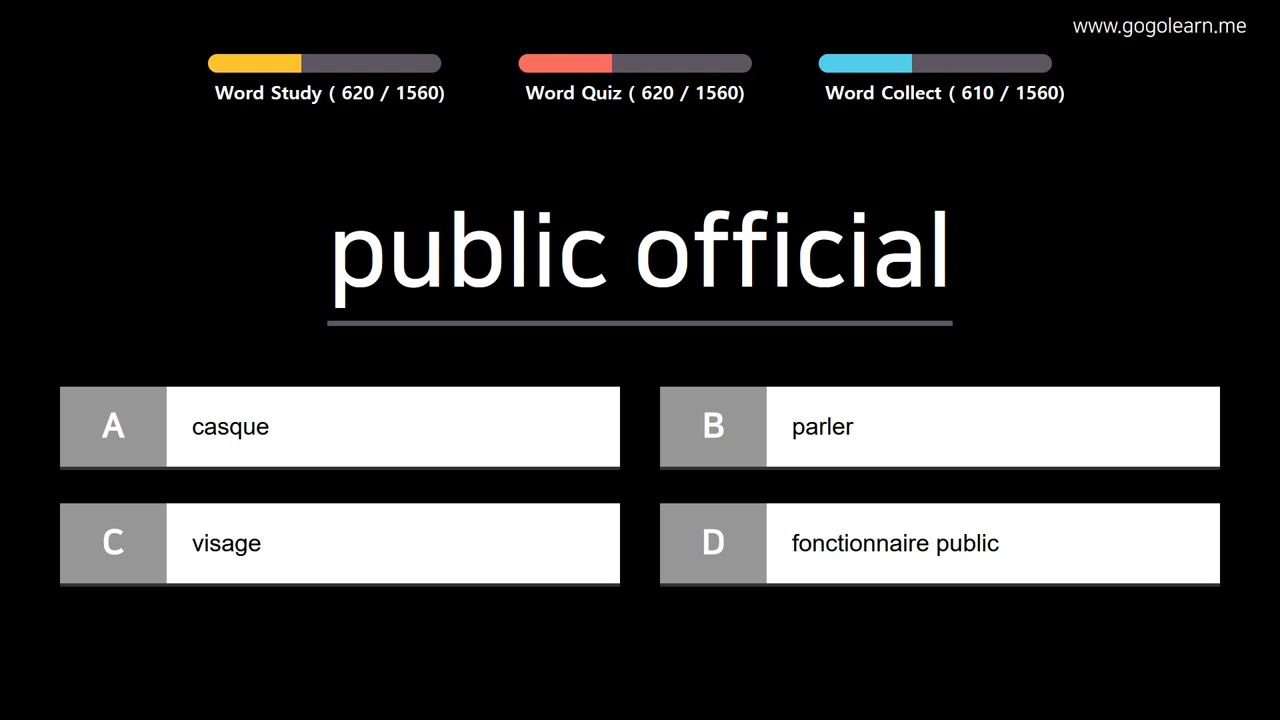 www.gogolearn.me
Word Study ( 620 / 1560)
Word Quiz ( 620 / 1560)
Word Collect ( 610 / 1560)
public official
A
casque
B
parler
C
visage
D
fonctionnaire public